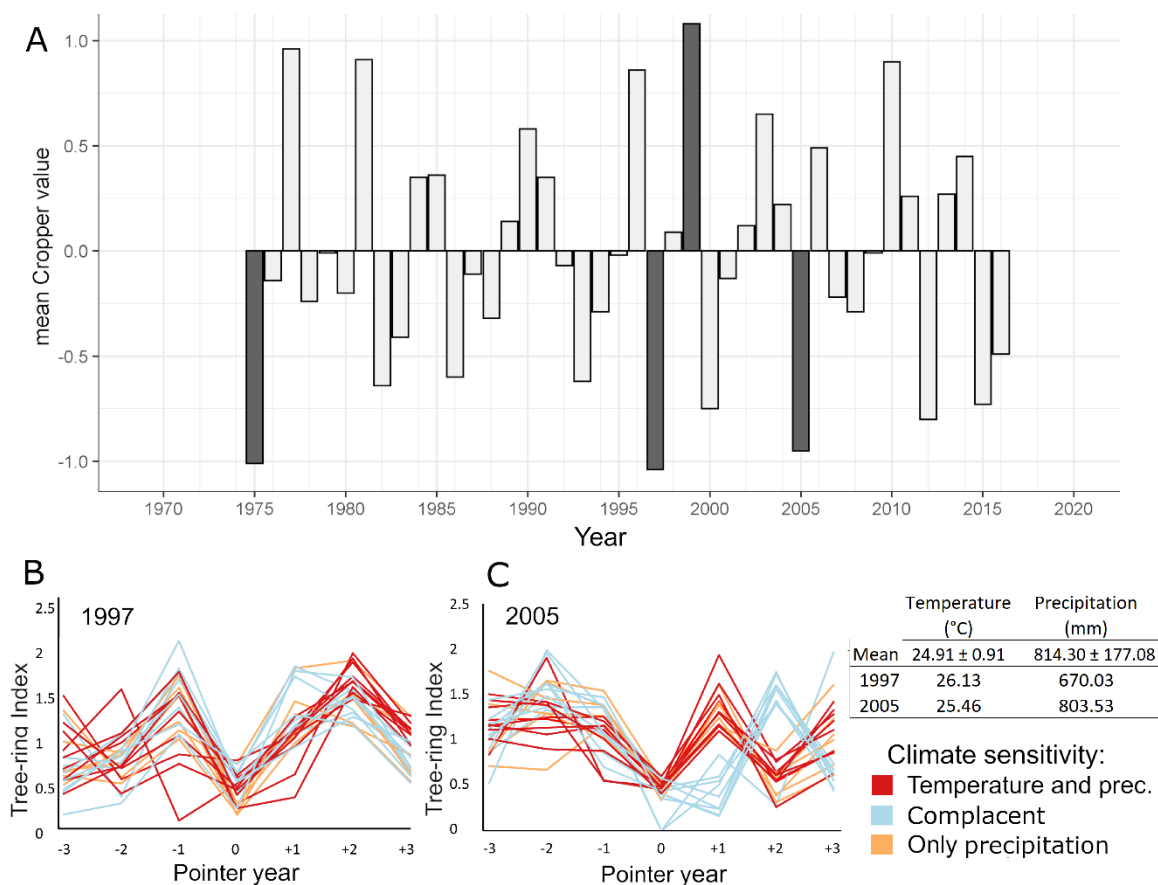 A
mean Cropper value
1.0
0.5
0.0
-0.5
-1.0
1970 1975 1980 1985 1990 1995 2000 2005 2010 2015 2020
Year
B
1997
Tree-ring Index
2.5
2
1.5
1
0.5
0
-3 -2 -1 0 +1 +2 +3
Pointer year
C
2005
Tree-ring Index
2.5
2
1.5
1
0.5
0
-3 -2 -1 0 +1 +2 +3
Pointer year
Temperature Precipitation
(°C) (mm)
Mean 24.91 ± 0.91 814.30 ± 177.08
1997 26.13 670.03
2005 25.46 803.53
Climate sensitivity:
Temperature and prec.
Complacent
Only precipitation